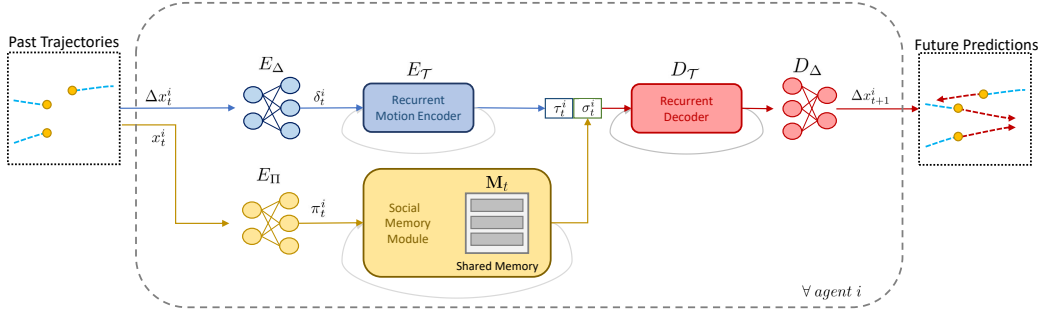 Past Trajectories
Future Predictions
E_Δ
E_𝒯
D_𝒯
D_Δ
Δx_t^i
δ_t^i
Recurrent
Motion Encoder
τ_t^i
σ_t^i
Recurrent
Decoder
Δx_{t+1}^i
x_t^i
E_Π
π_t^i
Social
Memory
Module
M_t
Shared Memory
∀ agent i